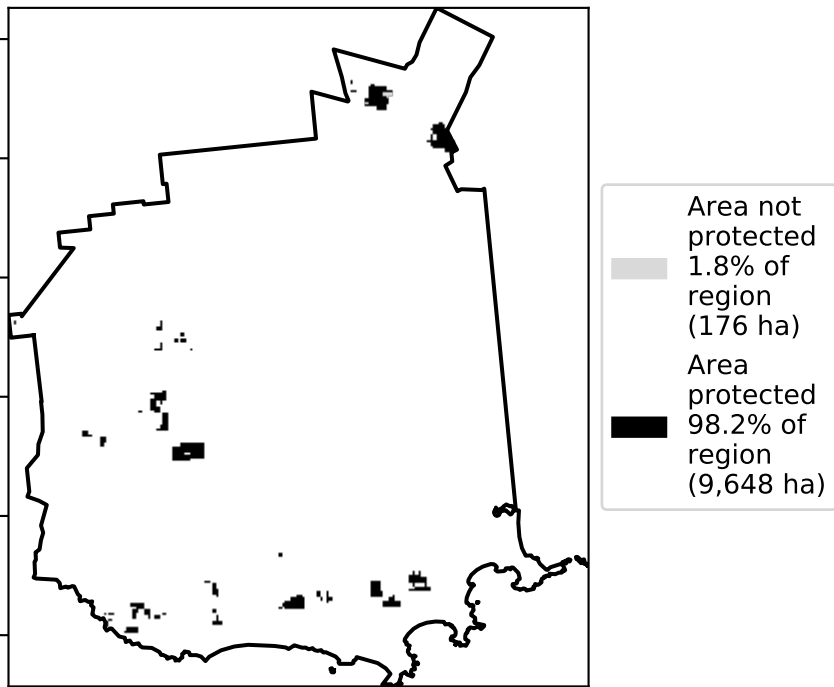 Area not
protected
1.8% of
region
(176 ha)
Area
protected
98.2% of
region
(9,648 ha)